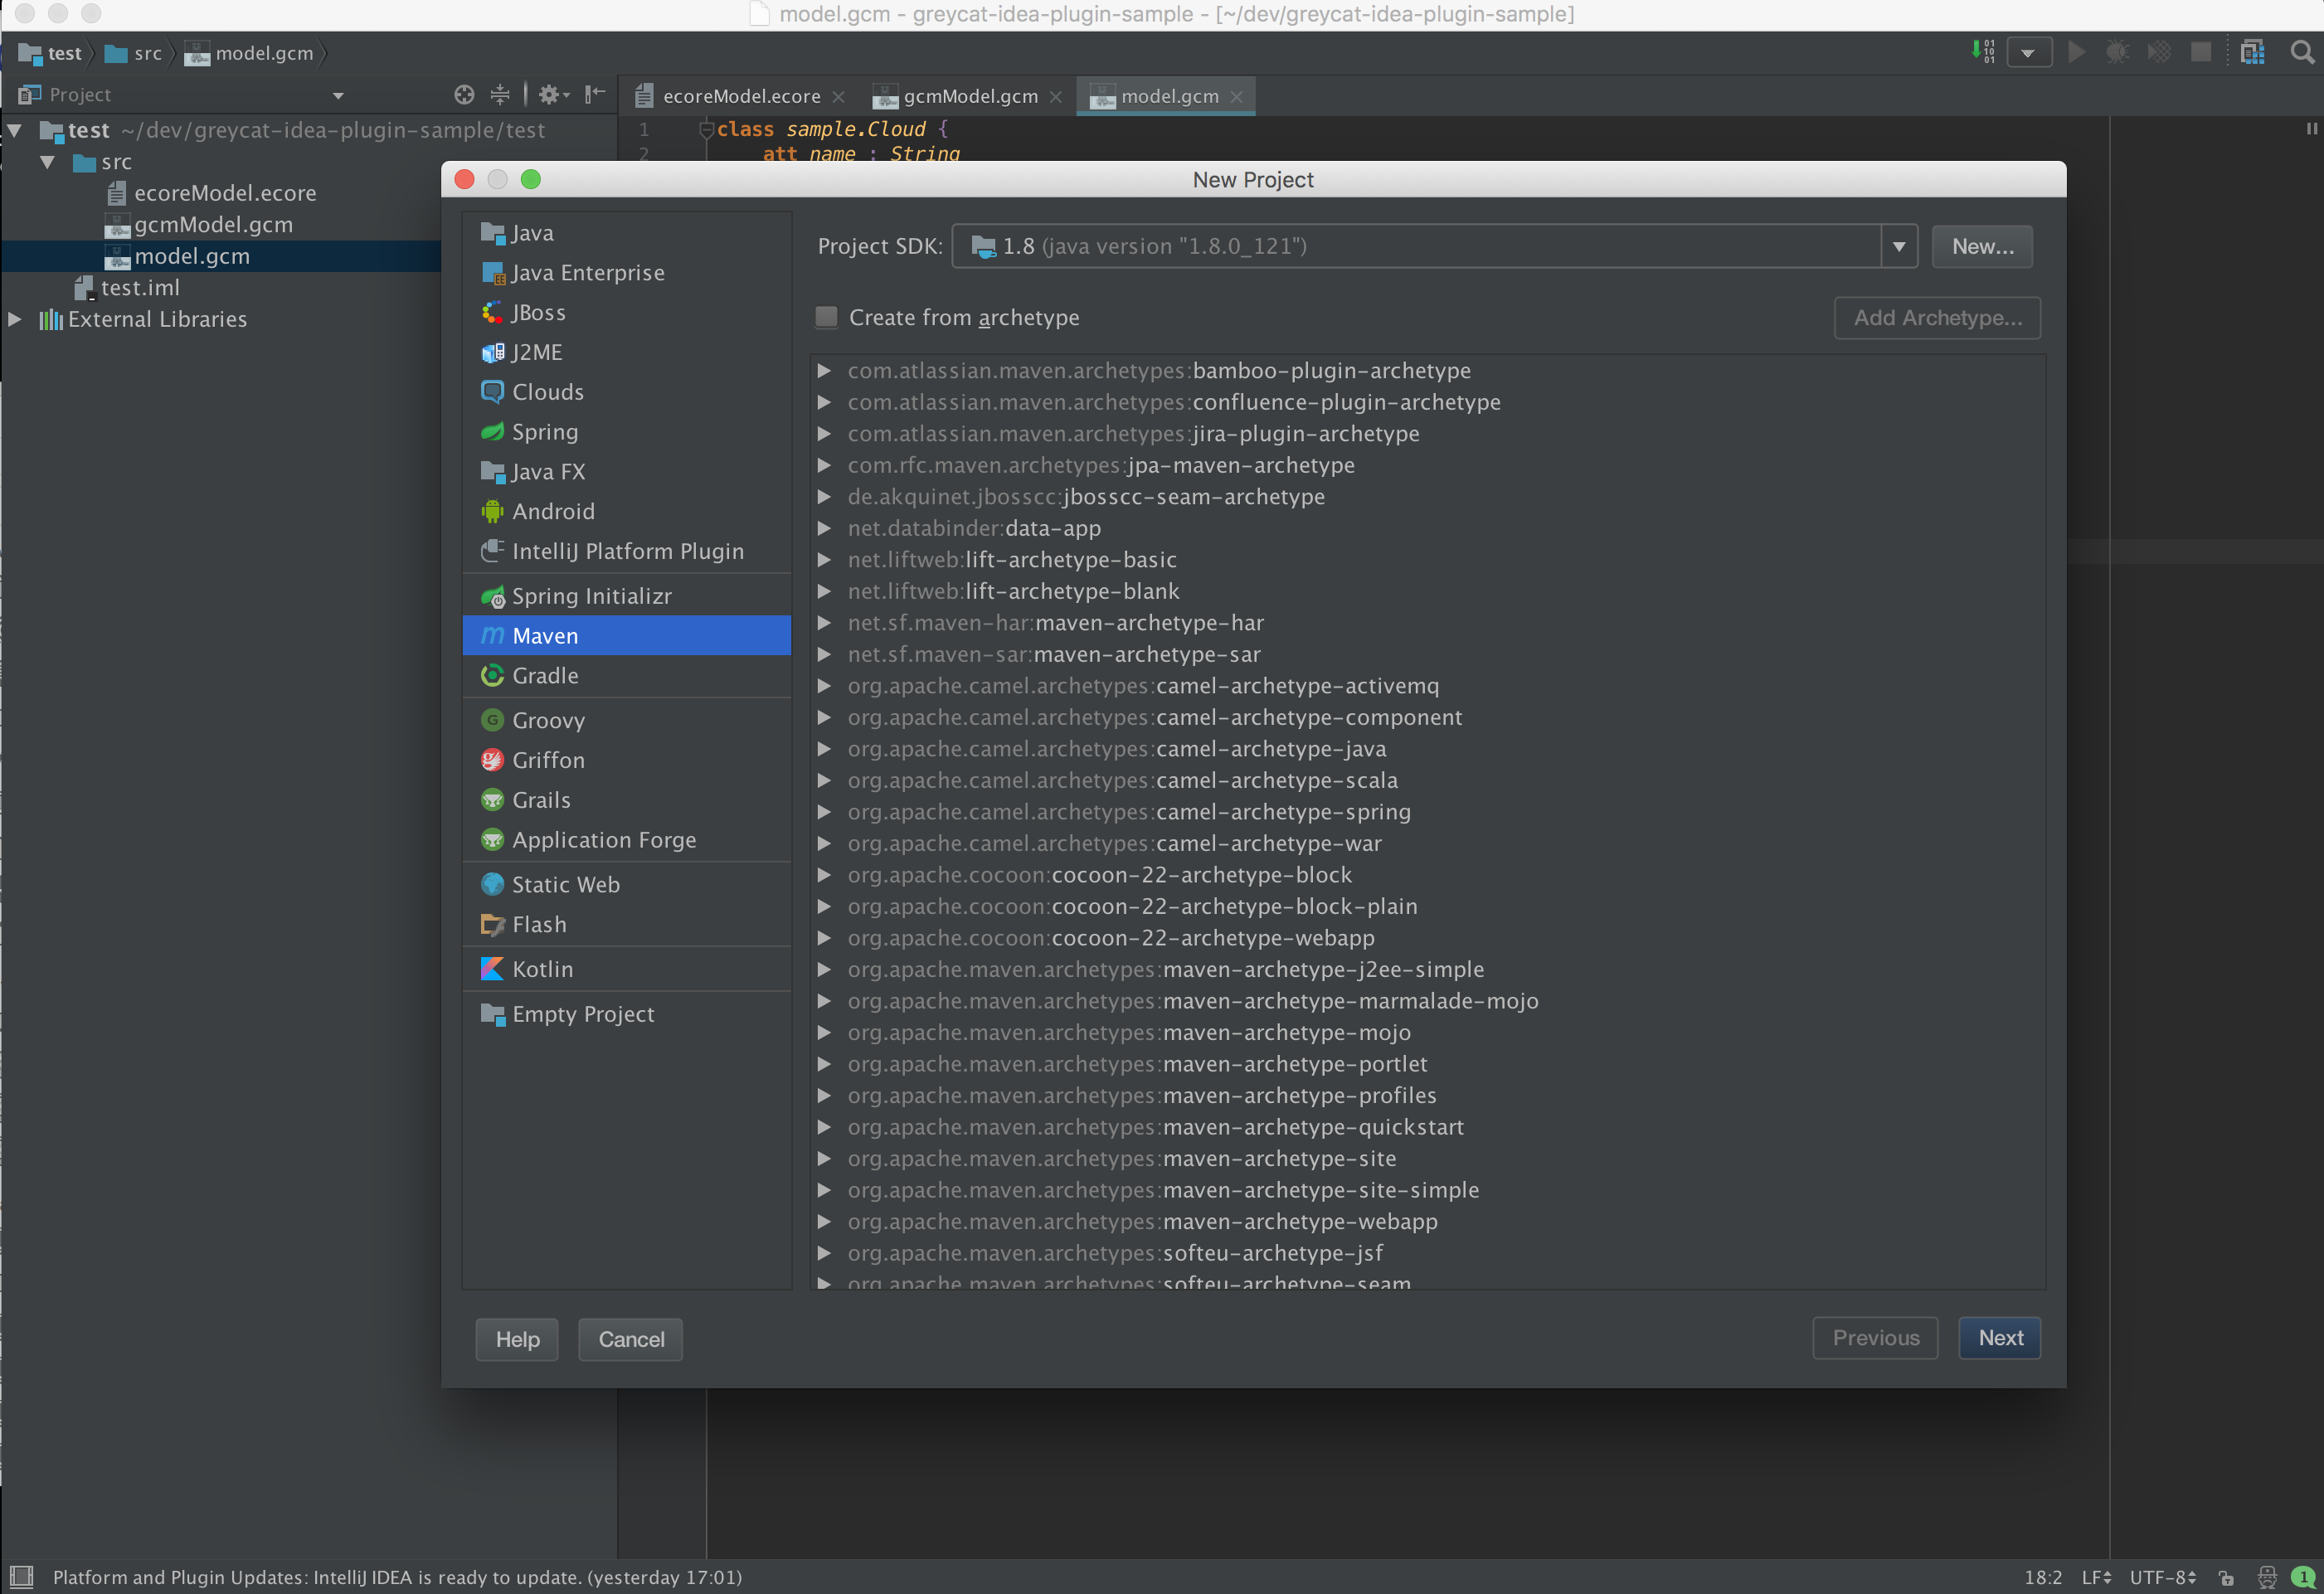 model.gcm - greycat-idea-plugin-sample - [~/dev/greycat-idea-plugin-sample]
test src model.gcm
Project
ecoreModel.ecore gcmModel.gcm model.gcm
test ~/dev/greycat-idea-plugin-sample/test
src
ecoreModel.ecore
gcmModel.gcm
model.gcm
test.iml
External Libraries
1 class sample.Cloud {
2 att name : String
New Project
Java
Java Enterprise
JBoss
J2ME
Clouds
Spring
Java FX
Android
IntelliJ Platform Plugin
Spring Initializr
Maven
Gradle
Groovy
Griffon
Grails
Application Forge
Static Web
Flash
Kotlin
Empty Project
Project SDK: 1.8 (java version "1.8.0_121") New...
Create from archetype Add Archetype...
com.atlassian.maven.archetypes:bamboo-plugin-archetype
com.atlassian.maven.archetypes:confluence-plugin-archetype
com.atlassian.maven.archetypes:jira-plugin-archetype
com.rfc.maven.archetypes:jpa-maven-archetype
de.akquinet.jbosscc:jbosscc-seam-archetype
net.databinder:data-app
net.liftweb:lift-archetype-basic
net.liftweb:lift-archetype-blank
net.sf.maven-har:maven-archetype-har
net.sf.maven-sar:maven-archetype-sar
org.apache.camel.archetypes:camel-archetype-activemq
org.apache.camel.archetypes:camel-archetype-component
org.apache.camel.archetypes:camel-archetype-java
org.apache.camel.archetypes:camel-archetype-scala
org.apache.camel.archetypes:camel-archetype-spring
org.apache.camel.archetypes:camel-archetype-war
org.apache.cocoon:cocoon-22-archetype-block
org.apache.cocoon:cocoon-22-archetype-block-plain
org.apache.cocoon:cocoon-22-archetype-webapp
org.apache.maven.archetypes:maven-archetype-j2ee-simple
org.apache.maven.archetypes:maven-archetype-marmalade-mojo
org.apache.maven.archetypes:maven-archetype-mojo
org.apache.maven.archetypes:maven-archetype-portlet
org.apache.maven.archetypes:maven-archetype-profiles
org.apache.maven.archetypes:maven-archetype-quickstart
org.apache.maven.archetypes:maven-archetype-site
org.apache.maven.archetypes:maven-archetype-site-simple
org.apache.maven.archetypes:maven-archetype-webapp
org.apache.maven.archetypes:softeu-archetype-jsf
org.apache.maven.archetypes:softeu-archetype-seam
Help Cancel Previous Next
Platform and Plugin Updates: IntelliJ IDEA is ready to update. (yesterday 17:01) 18:2 LF UTF-8 1